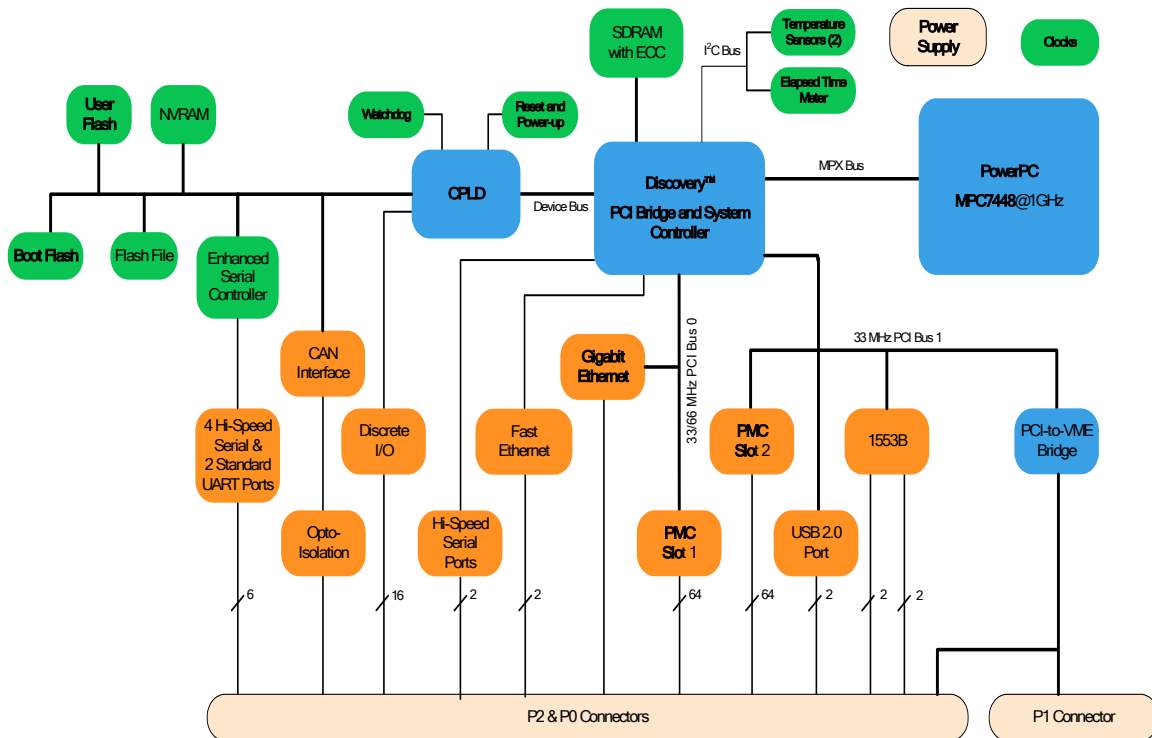 SDRAM
with ECC
I²C Bus
Temperature
Sensors (2)
Elapsed Time
Meter
Power
Supply
Clocks
User
Flash
NVRAM
Watchdog
Reset and
Power-up
CPLD
Device Bus
Discovery™
PCI Bridge and System
Controller
MPX Bus
PowerPC
MPC7448@1GHz
Boot Flash
Flash File
Enhanced
Serial
Controller
CAN
Interface
Gigabit
Ethernet
33/66 MHz PCI Bus 0
33 MHz PCI Bus 1
4 Hi-Speed
Serial &
2 Standard
UART Ports
Discrete
I/O
Fast
Ethernet
PMC
Slot 2
1553B
PCI-to-VME
Bridge
Opto-
Isolation
Hi-Speed
Serial
Ports
PMC
Slot 1
USB 2.0
Port
6
16
2
2
64
64
2
2
2
P2 & P0 Connectors
P1 Connector